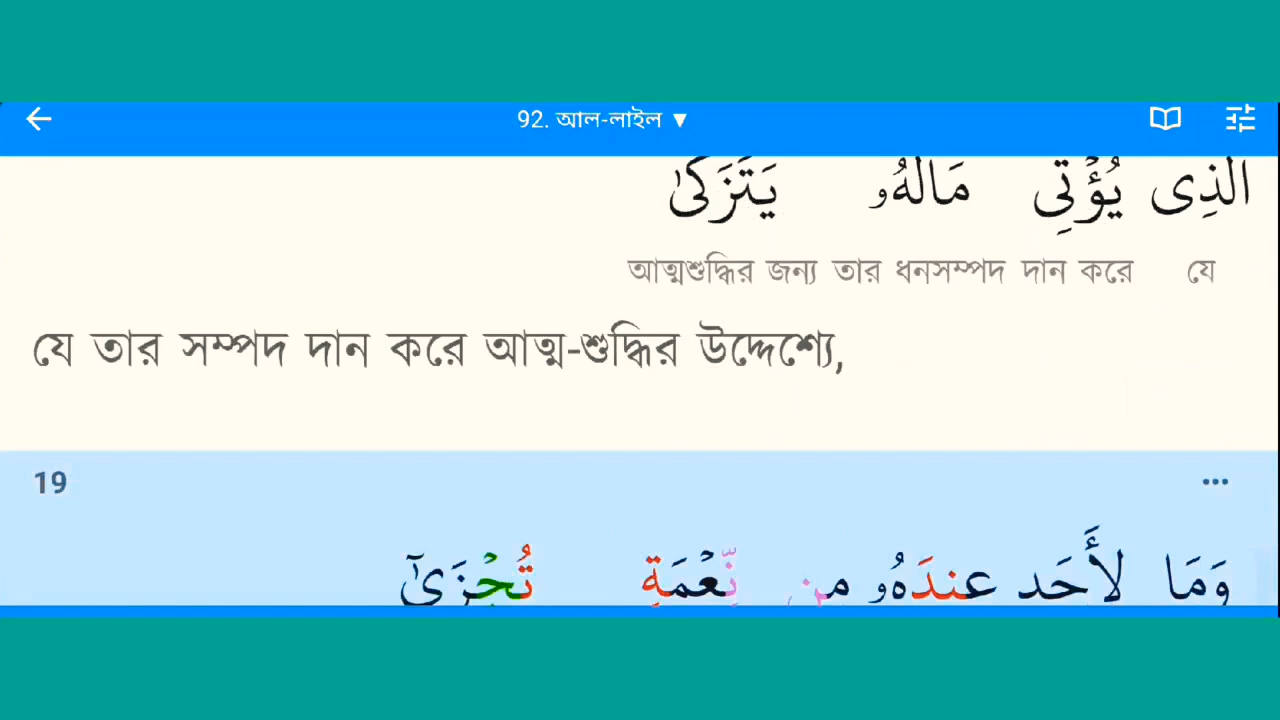 92. আল-লাইল ▼
الَّذِى يُؤْتِى مَالَهُۥ يَتَزَكَّىٰ
আত্মশুদ্ধির জন্য তার ধনসম্পদ দান করে যে
যে তার সম্পদ দান করে আত্ম-শুদ্ধির উদ্দেশ্যে,
19
وَمَا لِأَحَدٍ عِندَهُۥ مِن نِّعْمَةٍ تُجْزَىٰٓ